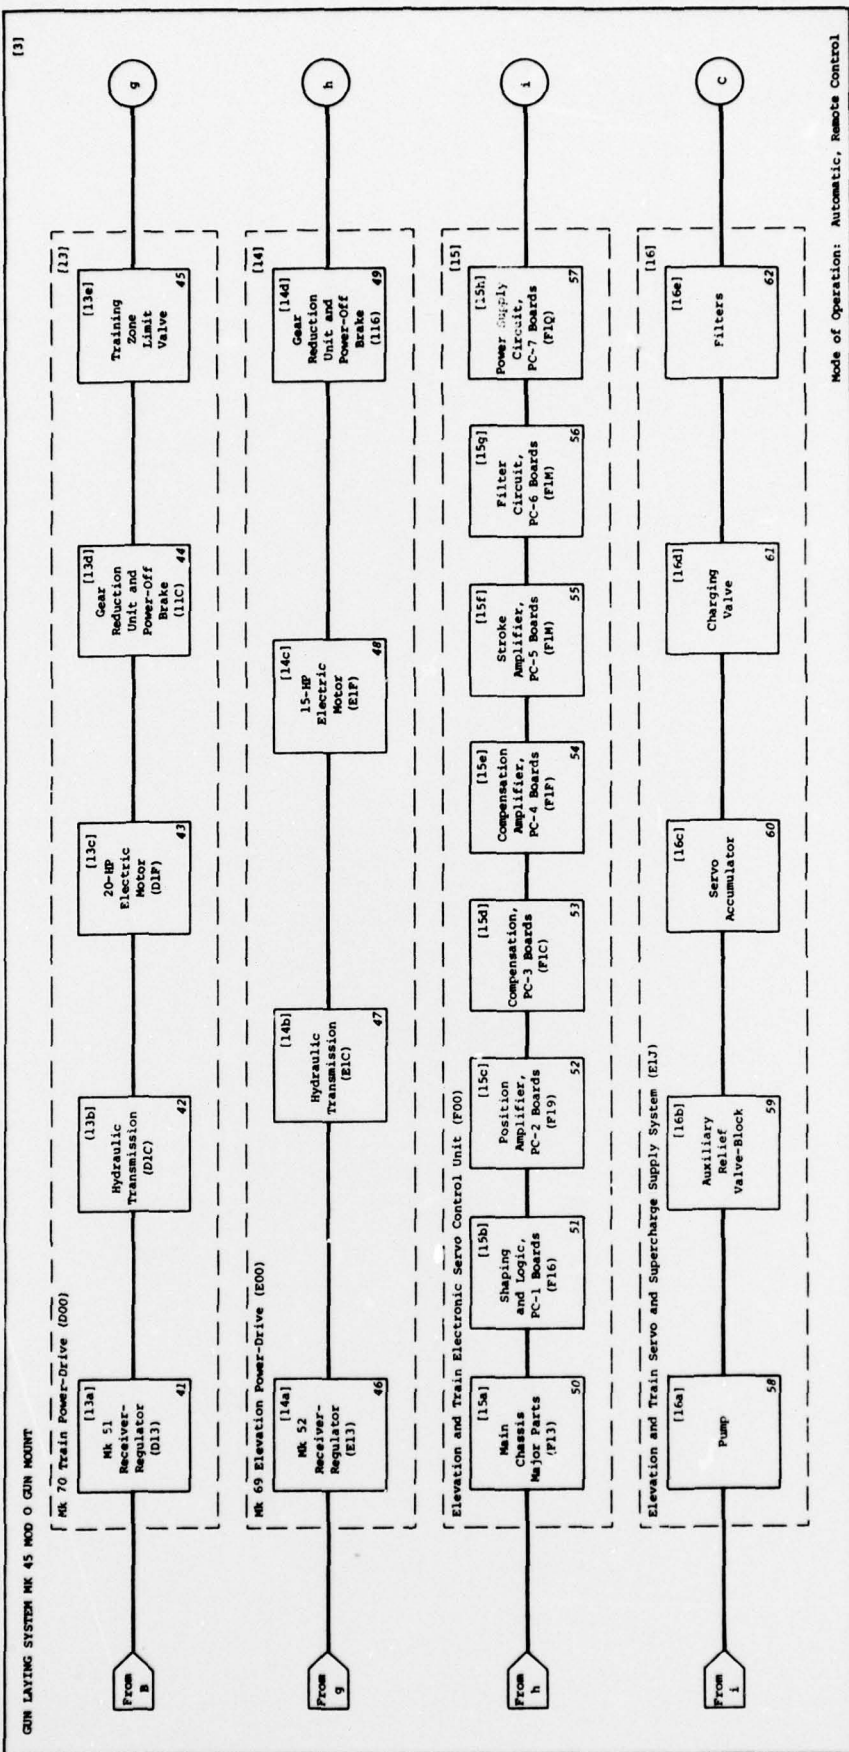 GUN LAYING SYSTEM MK 45 MOD O GUN MOUNT
[3]
Mk 70 Train Power-Drive (D00)
[13]
From
B
[13a]
Mk 51
Receiver-
Regulator
(D13)
41
(13b]
Hydraulic
Transmission
(D1C)
42
[13c]
20-HP
Electric
Motor
(D1F)
43
[13d]
Gear
Reduction
Unit and
Power-Off
Brake
(11C)
44
[13e]
Training
Zone
Limit
Valve
45
g
Mk 69 Elevation Power-Drive (E00)
[14]
From
g
[14a]
Mk 52
Receiver-
Regulator
(E13)
46
[14b]
Hydraulic
Transmission
(E1C)
47
[14c]
15-HP
Electric
Motor
(E1F)
48
[14d]
Gear
Reduction
Unit and
Power-Off
Brake
(116)
49
h
Elevation and Train Electronic Servo Control Unit (F00)
[15]
From
h
[15a]
Main
Chassis
Major Parts
(F13)
50
[15b]
Shaping
and Logic,
PC-1 Boards
(F16)
51
[15c]
Position
Amplifier,
PC-2 Boards
(F19)
52
[15d]
Compensation,
PC-3 Boards
(F1C)
53
[15e]
Compensation
Amplifier,
PC-4 Boards
(F1F)
54
[15f]
Stroke
Amplifier,
PC-5 Boards
(F1M)
55
[15g]
Filter
Circuit,
PC-6 Boards
(F1M)
56
[15h]
Power Supply
Circuit,
PC-7 Boards
(F1Q)
57
i
Elevation and Train Servo and Supercharge Supply System (E1J)
[16]
From
i
[16a]
Pump
58
[16b]
Auxiliary
Relief
Valve-Block
59
[16c]
Servo
Accumulator
60
[16d]
Charging
Valve
61
[16e]
Filters
62
C
Mode of Operation: Automatic, Remote Control